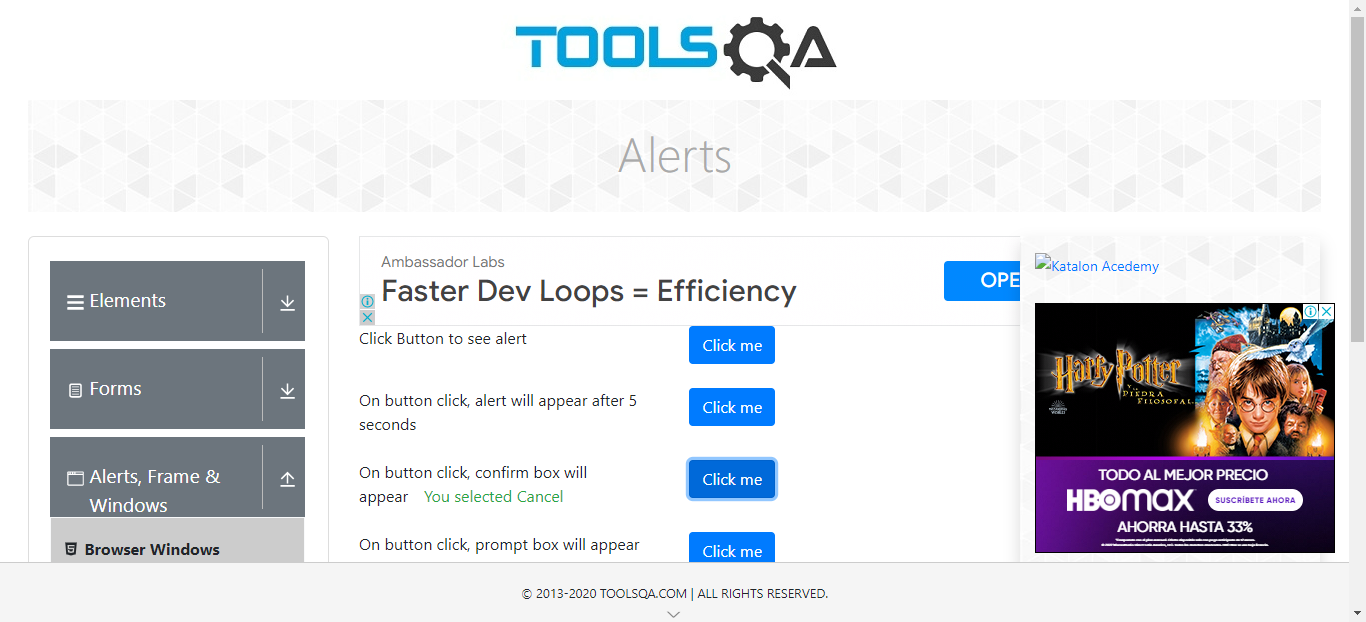 TOOLSQA
Alerts
Elements
Forms
Alerts, Frame &
Windows
Browser Windows
Ambassador Labs
Faster Dev Loops = Efficiency
OPE
Click Button to see alert
Click me
On button click, alert will appear after 5
seconds
Click me
On button click, confirm box will
appear You selected Cancel
Click me
On button click, prompt box will appear
Click me
Katalon Acedemy
Harry Potter
Y LA
PIEDRA FILOSOFAL
TODO AL MEJOR PRECIO
HBOmax
SUSCRÍBETE AHORA
AHORRA HASTA 33%
© 2013-2020 TOOLSQA.COM | ALL RIGHTS RESERVED.